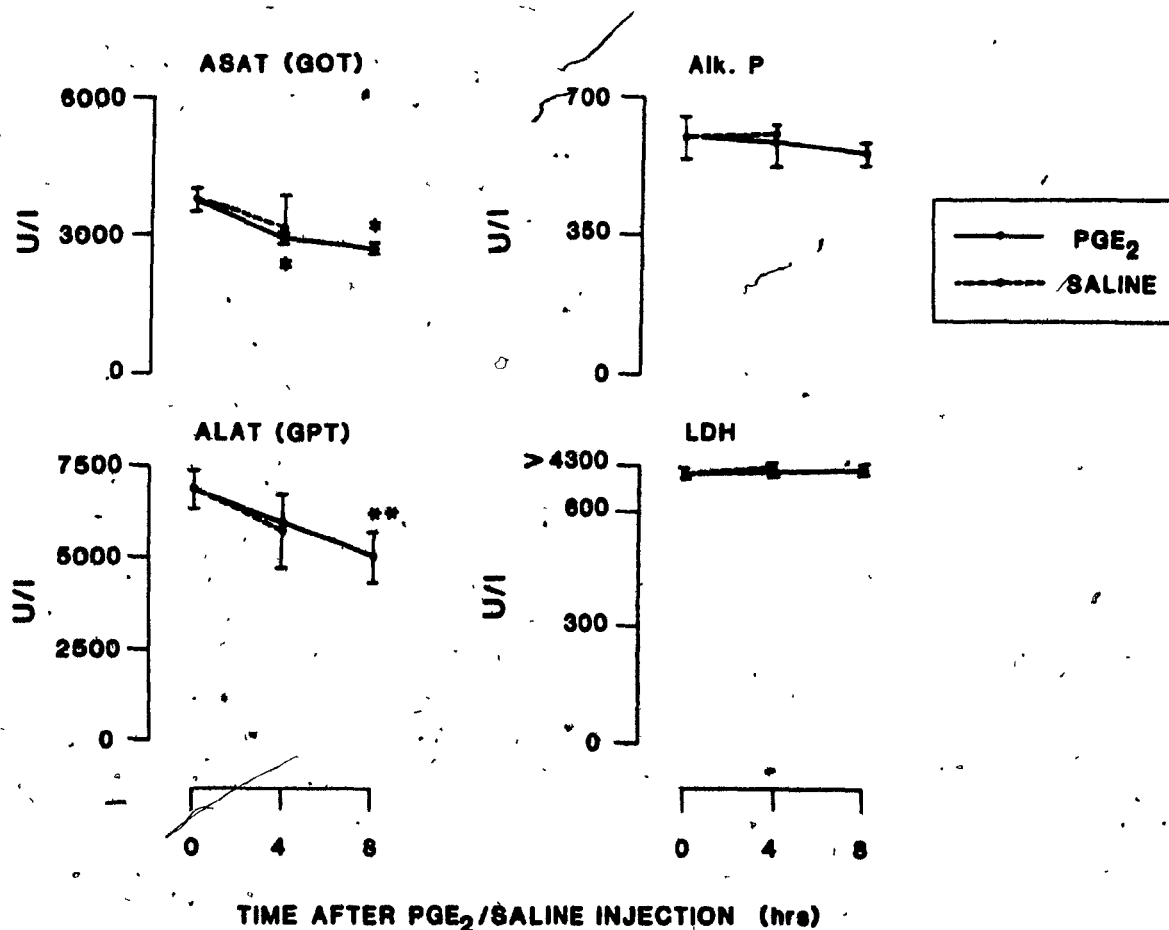 ASAT (GOT)
6000
3000
0
U/l
*
*
Alk. P
700
350
0
U/l
PGE2
SALINE
ALAT (GPT)
7500
5000
2500
0
U/l
**
LDH
>4300
600
300
0
U/l
0 4 8
0 4 8
TIME AFTER PGE2/SALINE INJECTION (hrs)